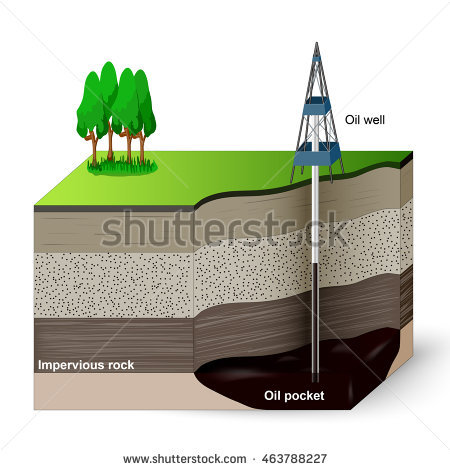 Oil well
shutterstock
Impervious rock
Oil pocket
www.shutterstock.com · 463788227